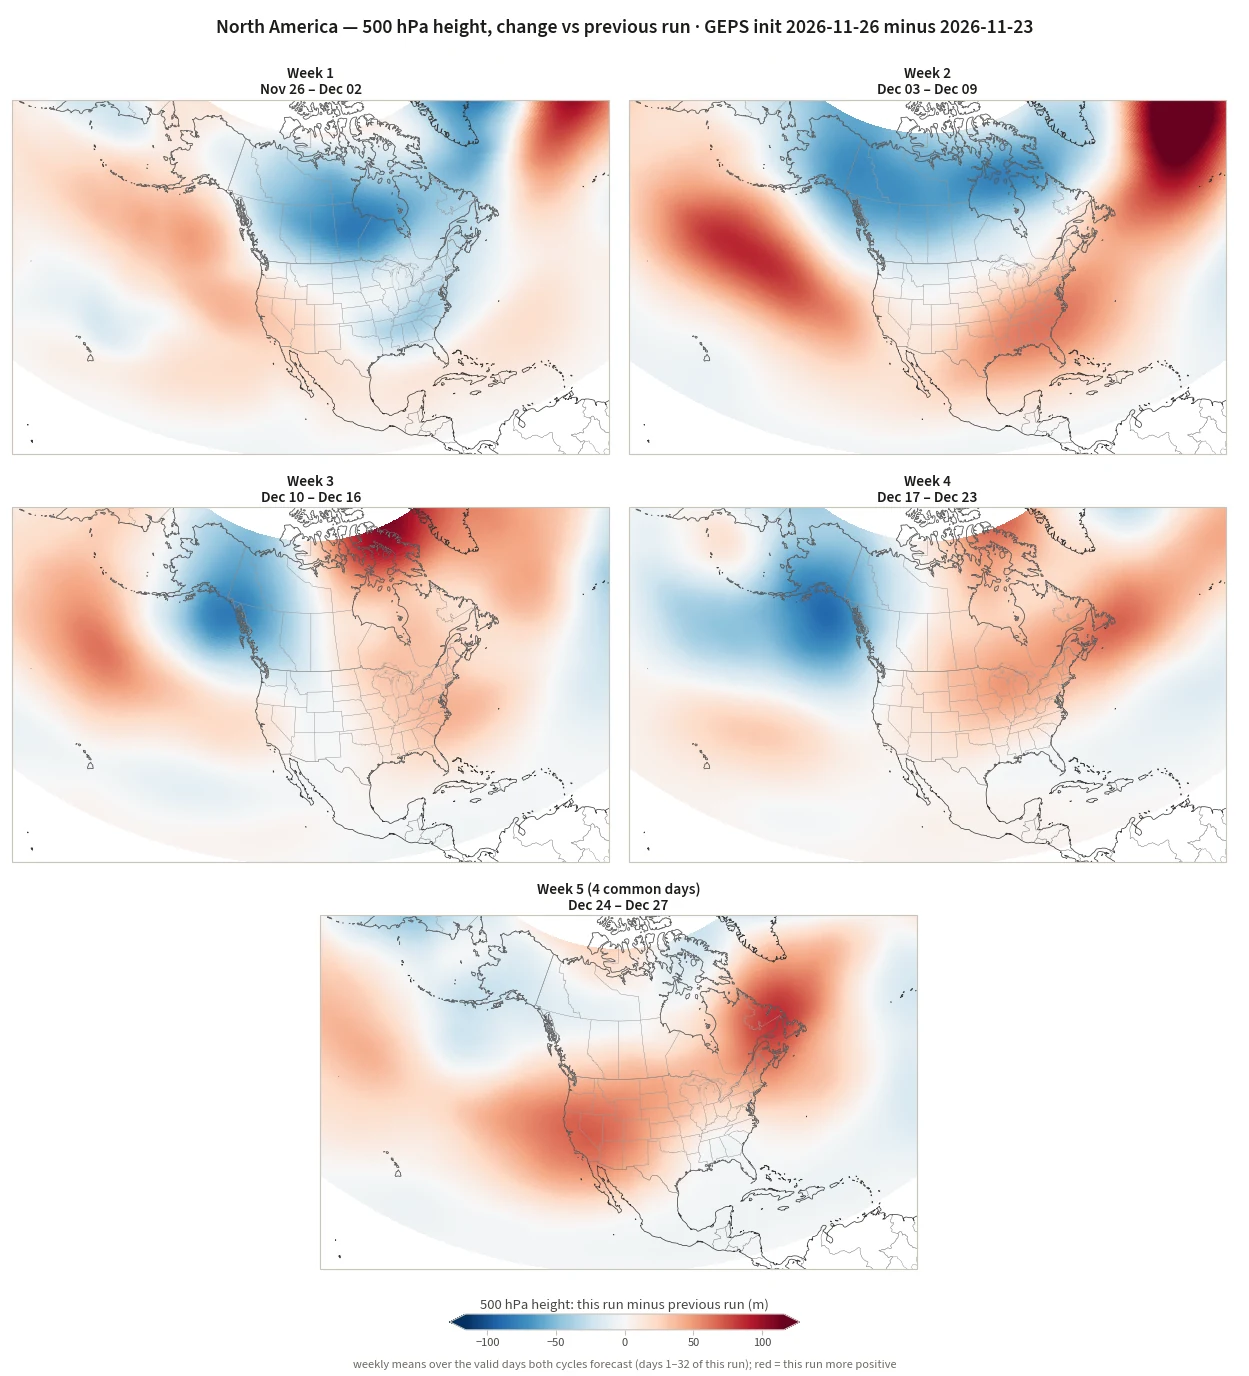 North America — 500 hPa height, change vs previous run · GEPS init 2026-11-26 minus 2026-11-23
Week 1
Nov 26 – Dec 02
Week 2
Dec 03 – Dec 09
Week 3
Dec 10 – Dec 16
Week 4
Dec 17 – Dec 23
Week 5 (4 common days)
Dec 24 – Dec 27
500 hPa height: this run minus previous run (m)
−100 −50 0 50 100
weekly means over the valid days both cycles forecast (days 1–32 of this run); red = this run more positive